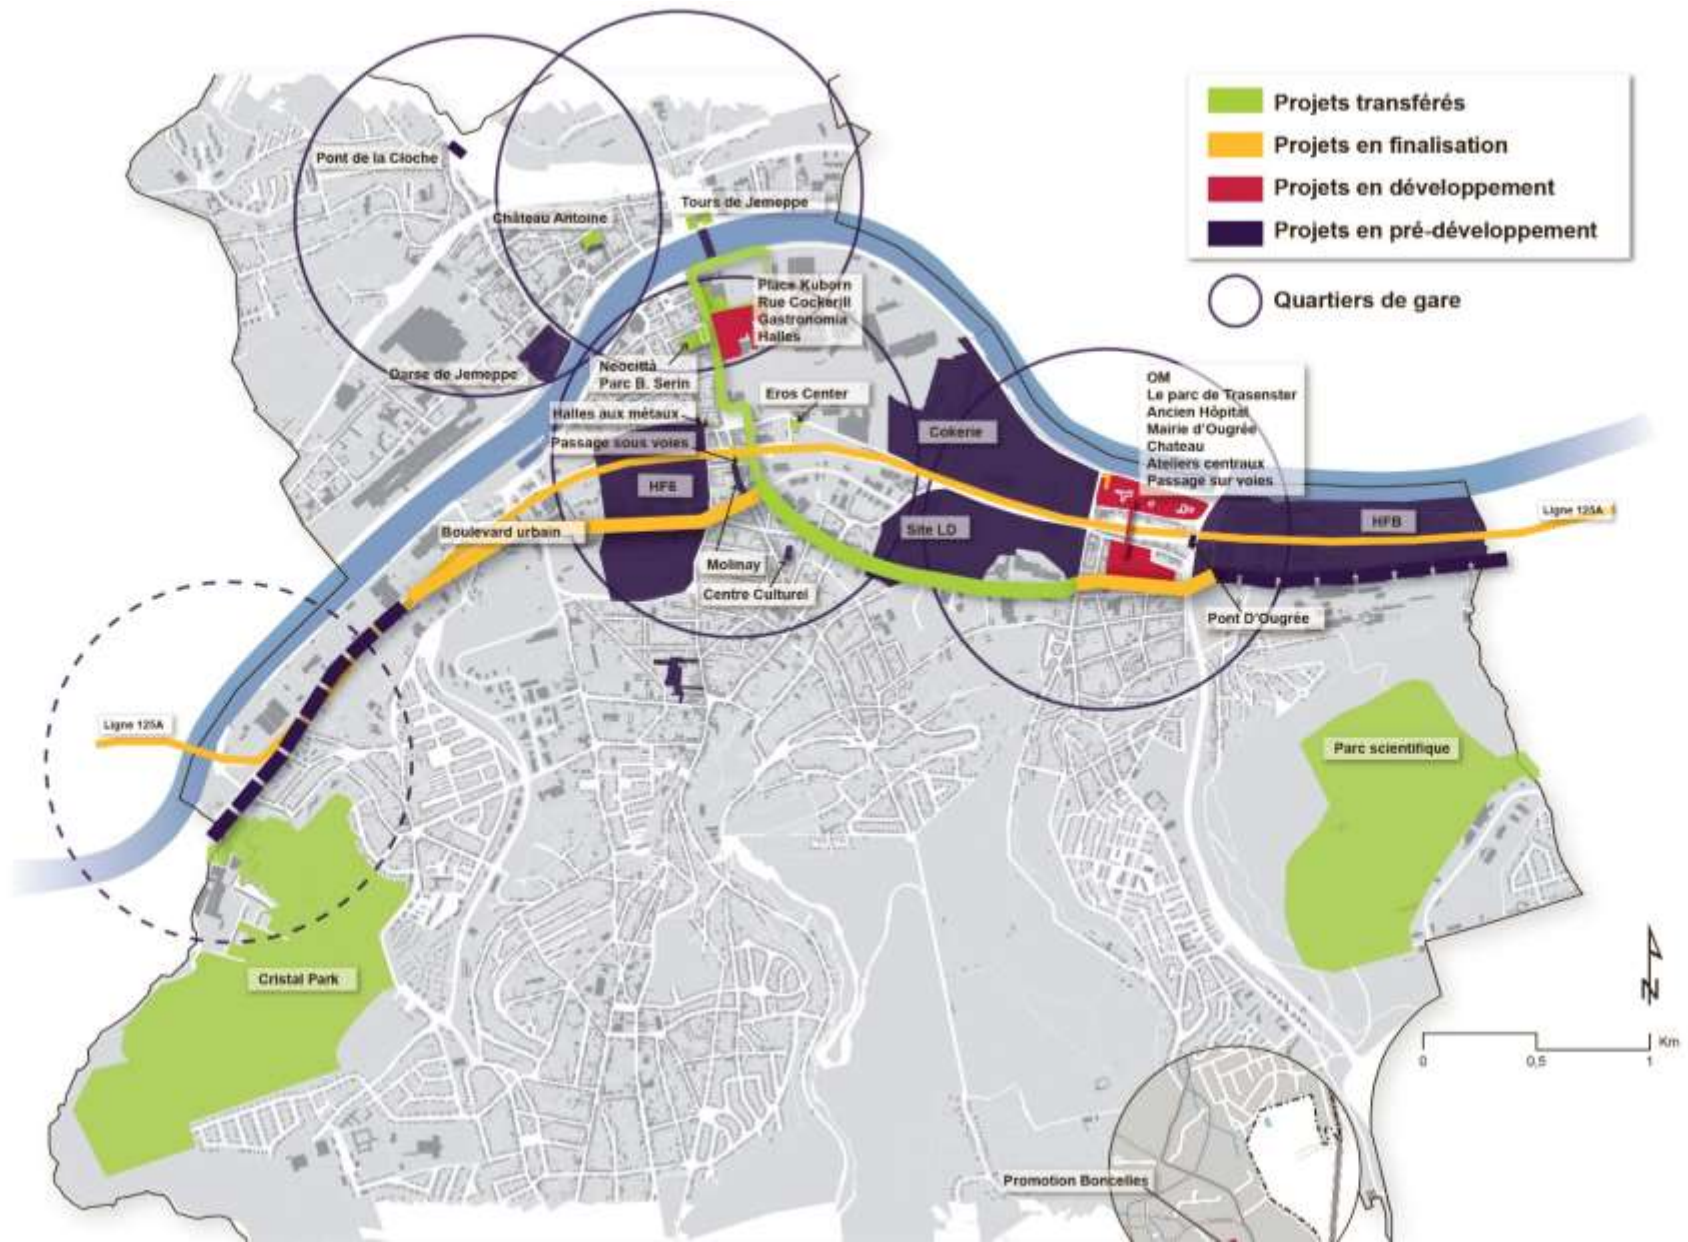 Projets transférés
Projets en finalisation
Projets en développement
Projets en pré-développement
Quartiers de gare
Pont de la Cloche
Château Antoine
Tours de Jemeppe
Place Kuborn
Rue Cockerill
Gastronomia
Halles
Darse de Jemeppe
Neocittà
Parc B. Serin
Halles aux métaux
Passage sous voies
Eros Center
Cokerie
OM
Le parc de Trasenster
Ancien Hôpital
Mairie d'Ougrée
Chateau
Ateliers centraux
Passage sur voies
HF6
Boulevard urbain
Site LD
HFB
Ligne 125A
Molinay
Centre Culturel
Pont D'Ougrée
Ligne 125A
Parc scientifique
Cristal Park
N
Km
0
0,5
1
Promotion Boncelles